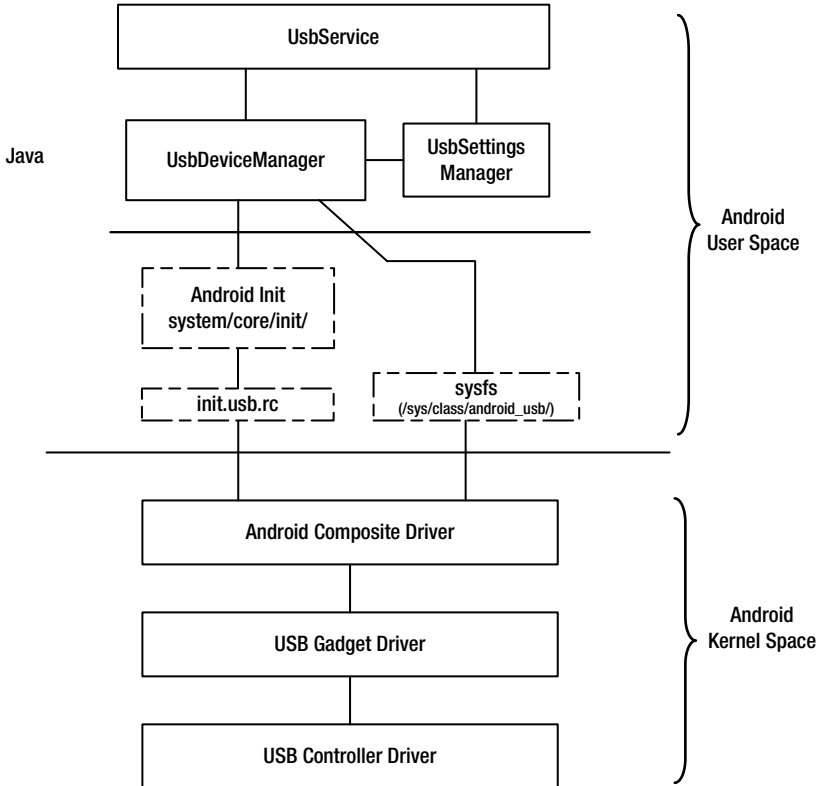 UsbService
Java
UsbDeviceManager
UsbSettings
Manager
Android
User Space
Android Init
system/core/init/
init.usb.rc
sysfs
(/sys/class/android_usb/)
Android Composite Driver
USB Gadget Driver
Android
Kernel Space
USB Controller Driver